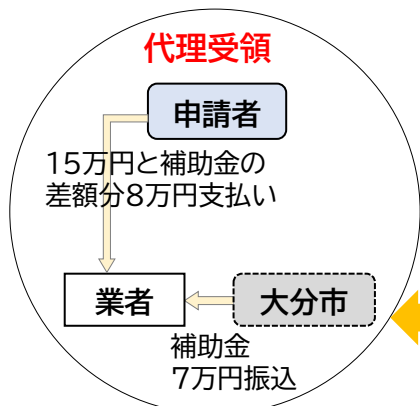 代理受領
申請者
15万円と補助金の
差額分8万円支払い
業者
大分市
補助金
7万円振込